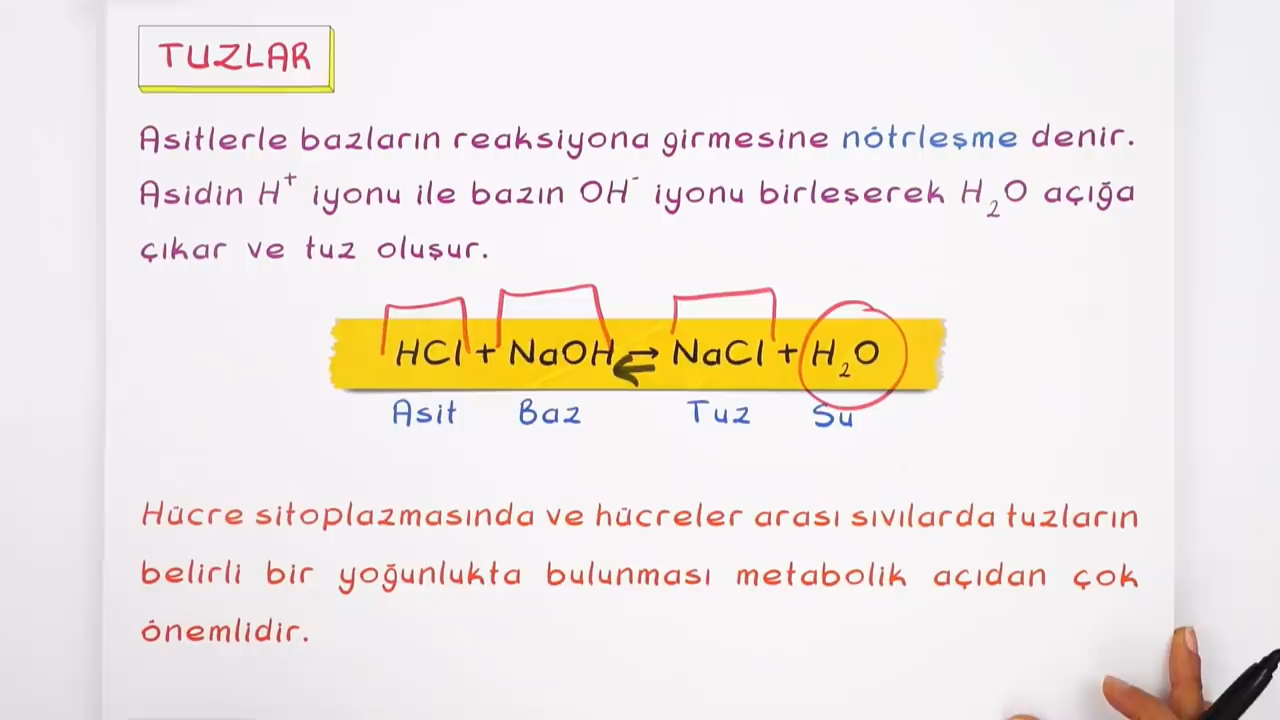 TUZLAR
Asitlerle bazların reaksiyona girmesine nötrleşme denir.
Asidin H⁺ iyonu ile bazın OH⁻ iyonu birleşerek H₂O açığa
çıkar ve tuz oluşur.
HCl + NaOH ⇌ NaCl + H₂O
Asit Baz Tuz Su
Hücre sitoplazmasında ve hücreler arası sıvılarda tuzların
belirli bir yoğunlukta bulunması metabolik açıdan çok
önemlidir.